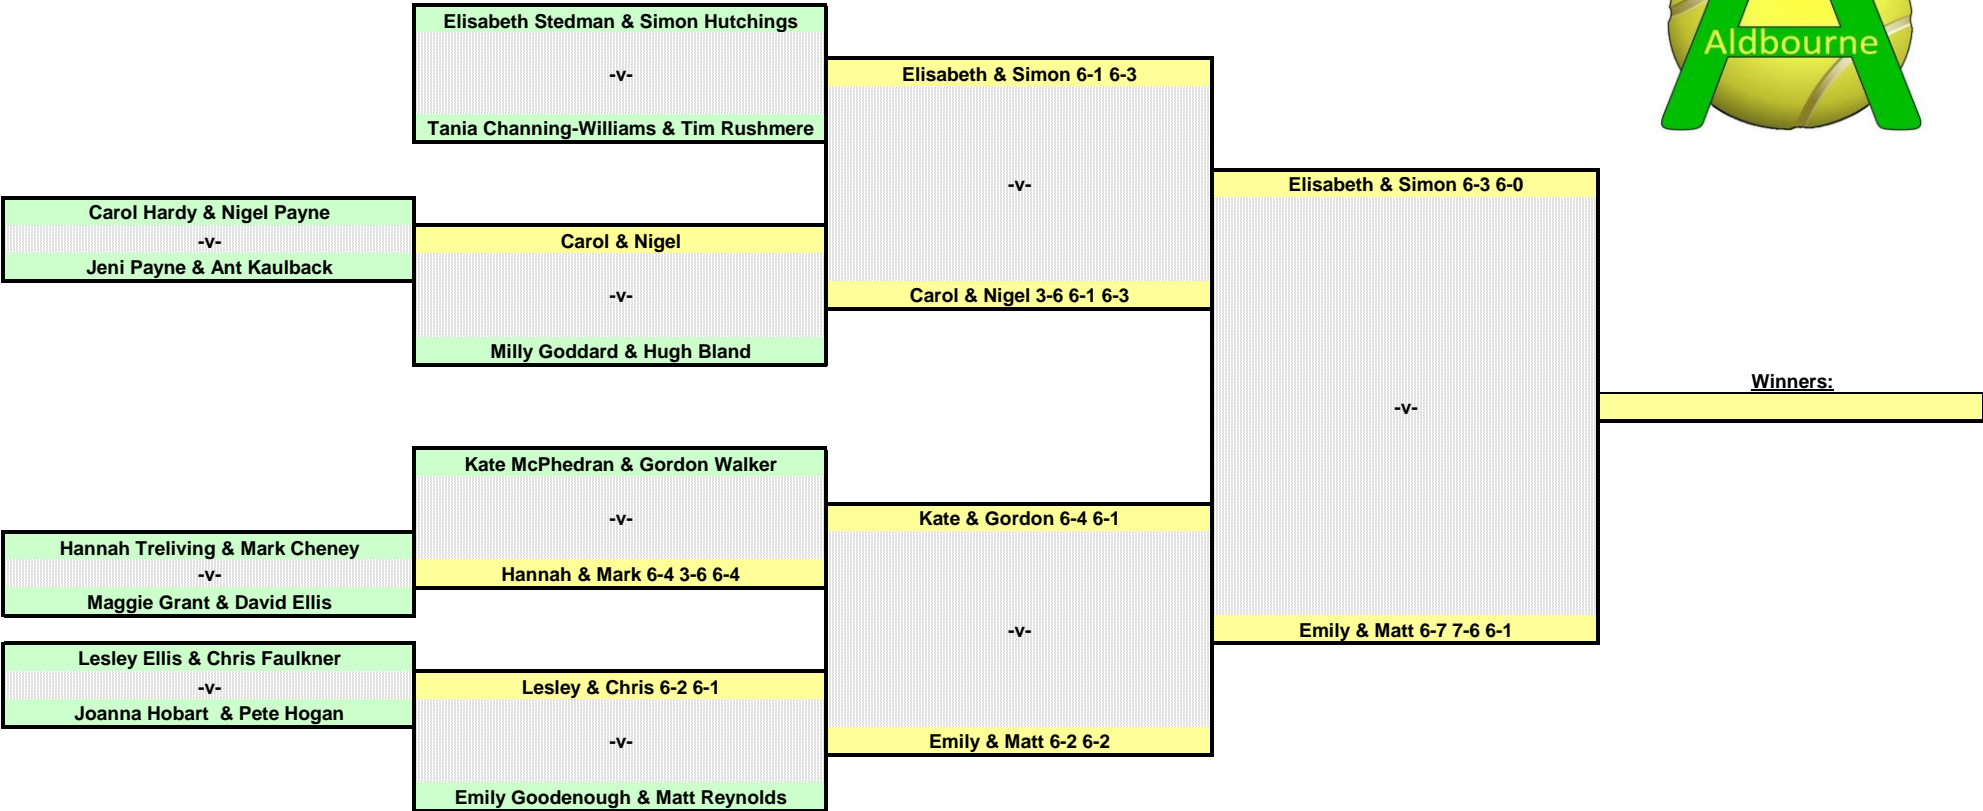 Elisabeth Stedman & Simon Hutchings
-v-
Tania Channing-Williams & Tim Rushmere
Aldbourne
Elisabeth & Simon 6-1 6-3
-v-
Carol & Nigel 3-6 6-1 6-3
Elisabeth & Simon 6-3 6-0
-v-
Emily & Matt 6-7 7-6 6-1
Carol Hardy & Nigel Payne
-v-
Jeni Payne & Ant Kaulback
Carol & Nigel
-v-
Milly Goddard & Hugh Bland
Winners:
Kate McPhedran & Gordon Walker
-v-
Hannah & Mark 6-4 3-6 6-4
Hannah Treliving & Mark Cheney
-v-
Maggie Grant & David Ellis
Kate & Gordon 6-4 6-1
-v-
Emily & Matt 6-2 6-2
Lesley Ellis & Chris Faulkner
-v-
Joanna Hobart & Pete Hogan
Lesley & Chris 6-2 6-1
-v-
Emily Goodenough & Matt Reynolds